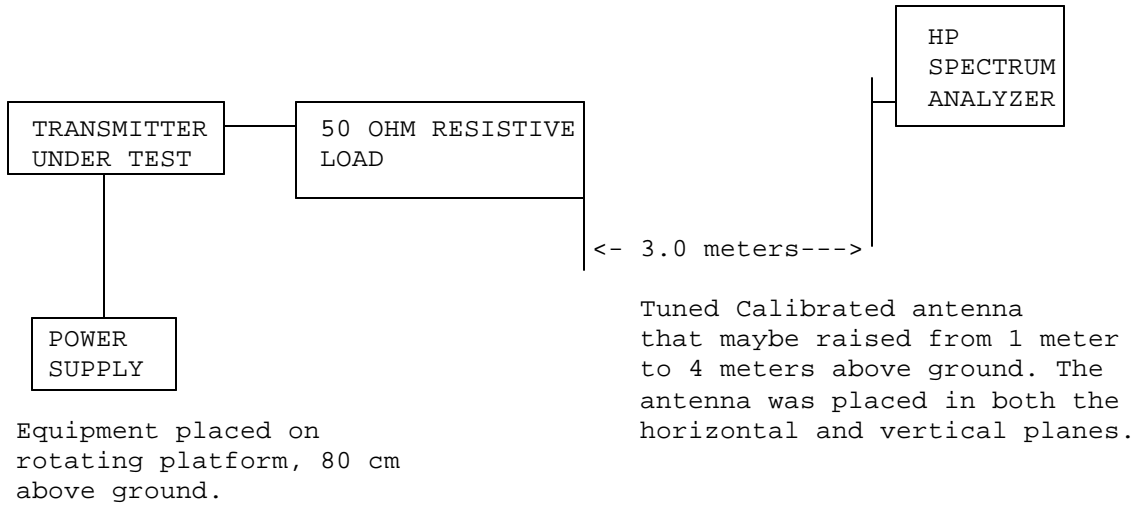 HP
SPECTRUM
ANALYZER
TRANSMITTER
UNDER TEST
50 OHM RESISTIVE
LOAD
<- 3.0 meters--->
POWER
SUPPLY
Tuned Calibrated antenna
that maybe raised from 1 meter
to 4 meters above ground. The
antenna was placed in both the
horizontal and vertical planes.
Equipment placed on
rotating platform, 80 cm
above ground.